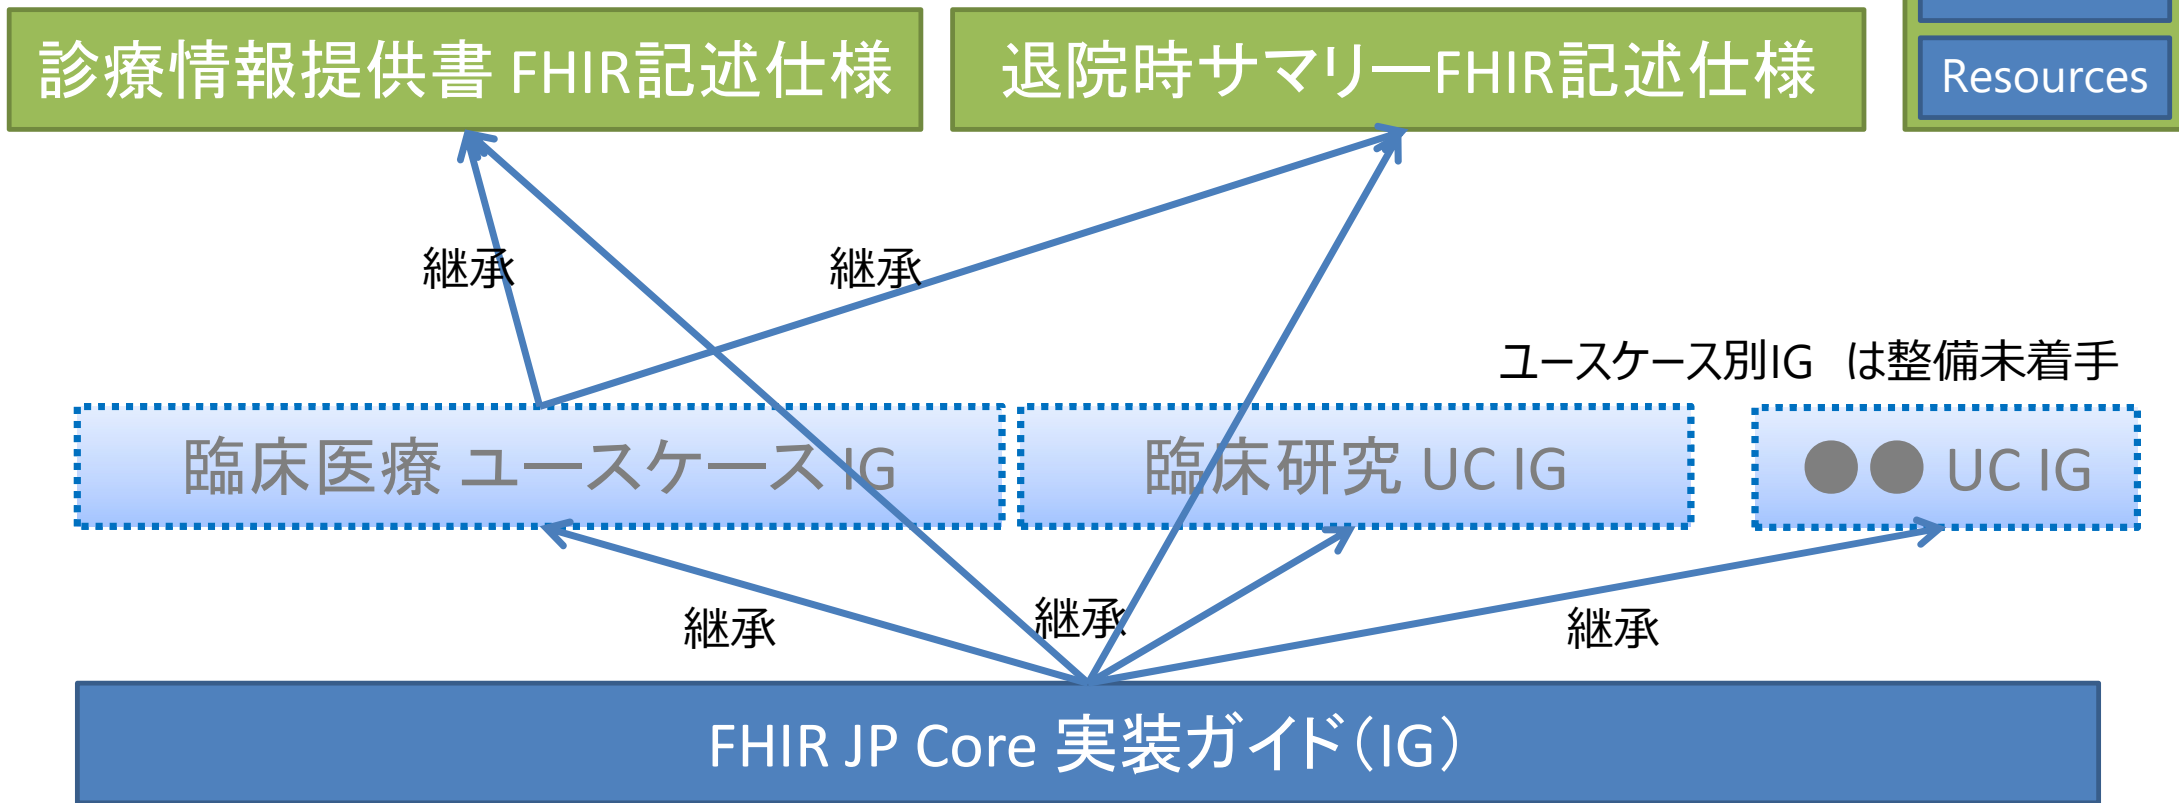 診療情報提供書 FHIR記述仕様
退院時サマリーFHIR記述仕様
Resources
継承
継承
ユースケース別IG　は整備未着手
臨床医療 ユースケース IG
臨床研究 UC IG
●● UC IG
継承
継承
継承
FHIR JP Core 実装ガイド（IG）